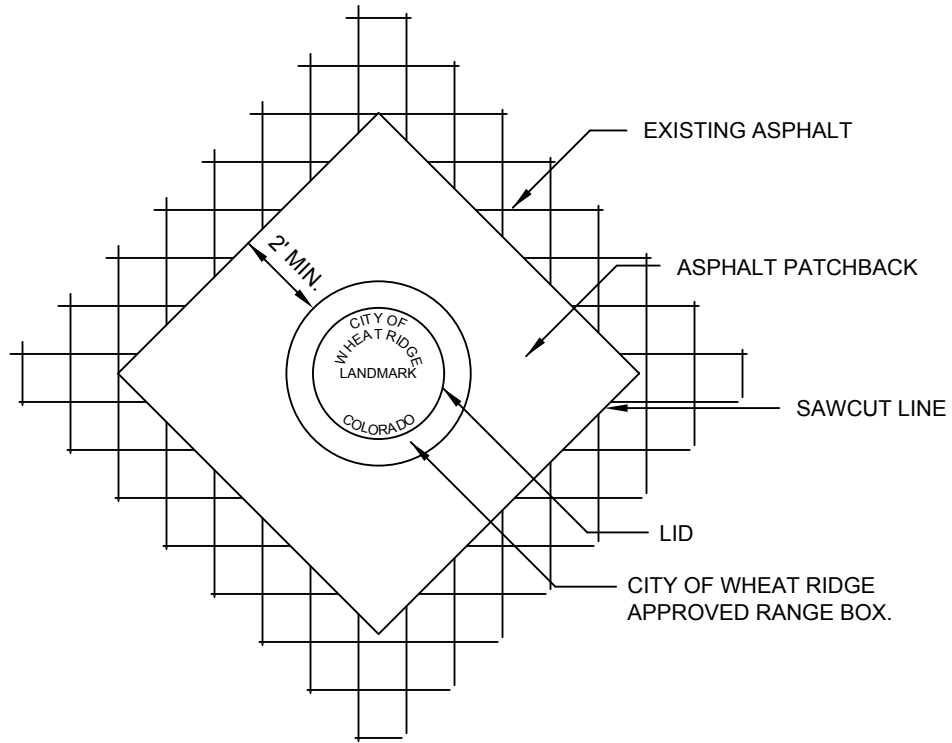 EXISTING ASPHALT
2' MIN.
ASPHALT PATCHBACK
CITY OF
WHEAT RIDGE
LANDMARK
COLORADO
SAWCUT LINE
LID
CITY OF WHEAT RIDGE
APPROVED RANGE BOX.